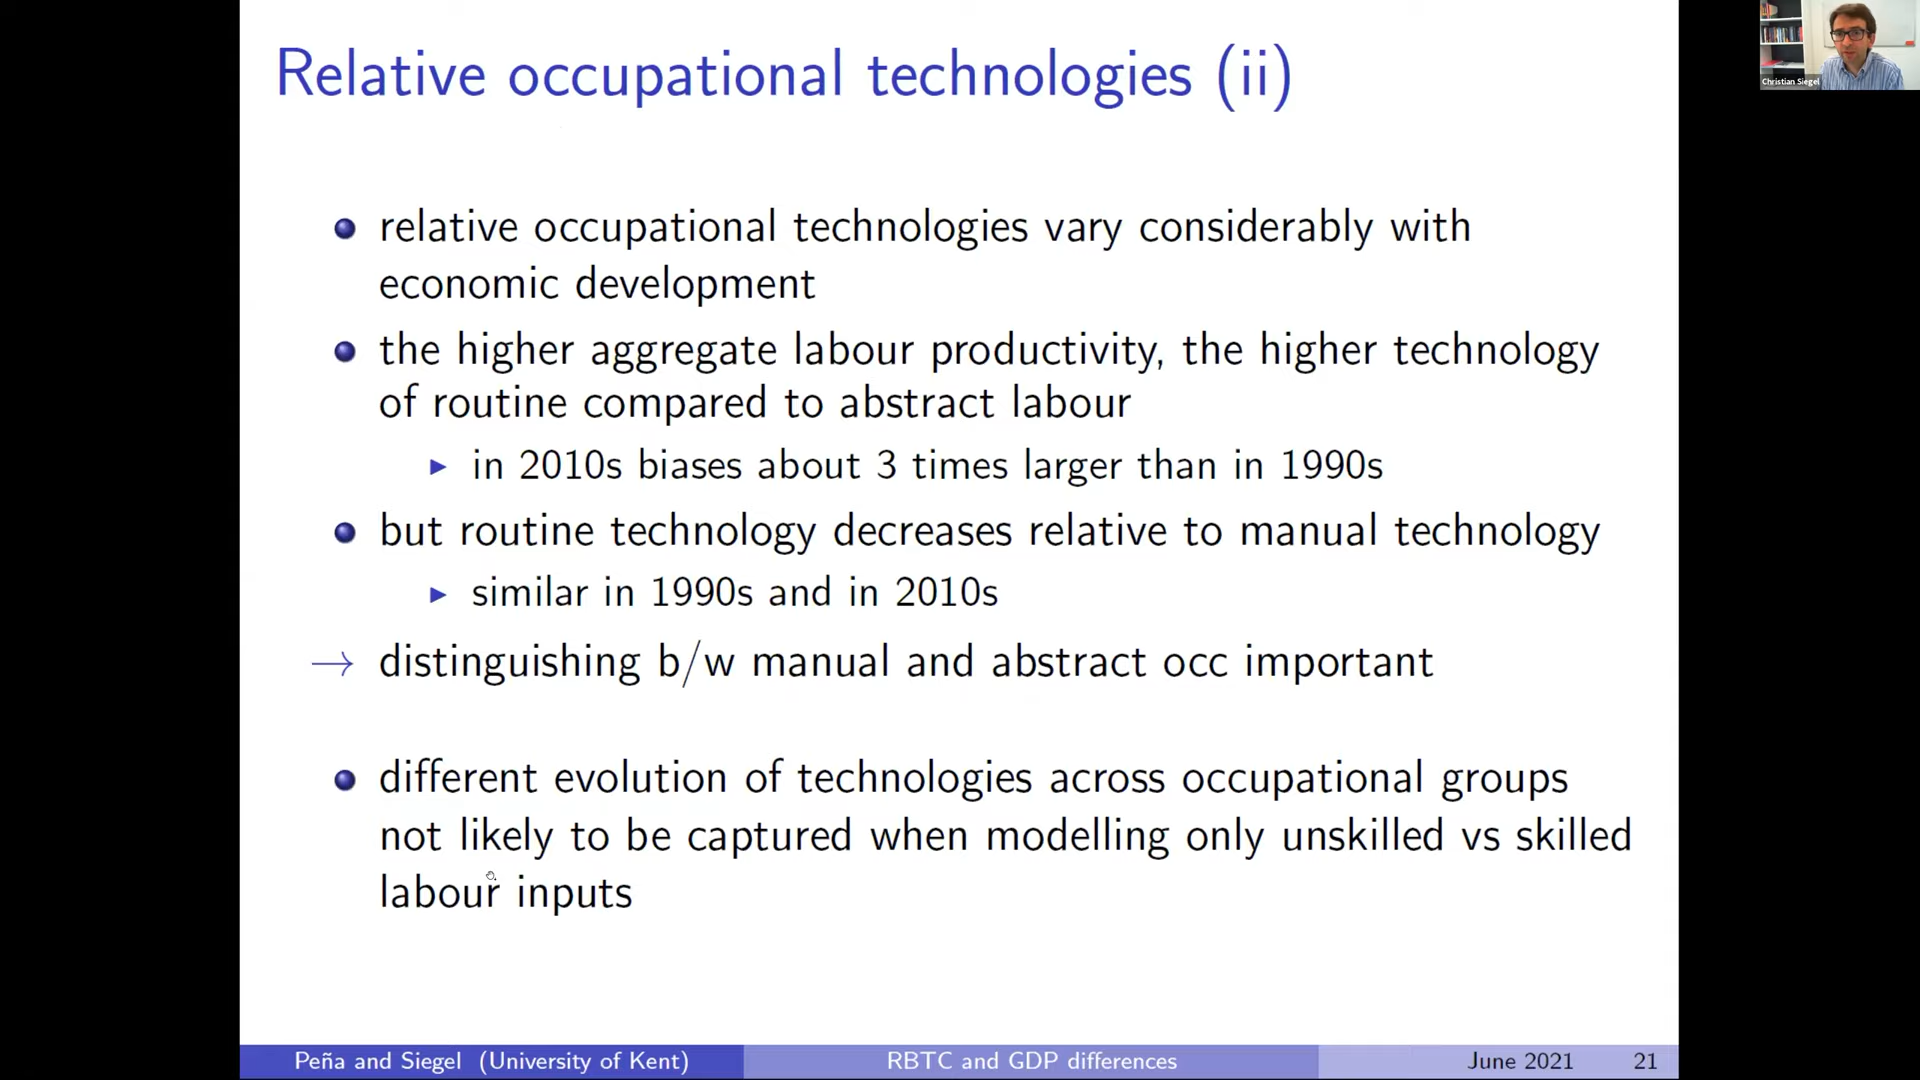 Relative occupational technologies (ii)
Christian Siegel
relative occupational technologies vary considerably with
economic development
the higher aggregate labour productivity, the higher technology
of routine compared to abstract labour
in 2010s biases about 3 times larger than in 1990s
but routine technology decreases relative to manual technology
similar in 1990s and in 2010s
→ distinguishing b/w manual and abstract occ important
different evolution of technologies across occupational groups
not likely to be captured when modelling only unskilled vs skilled
labour inputs
Peña and Siegel (University of Kent) RBTC and GDP differences June 2021 21